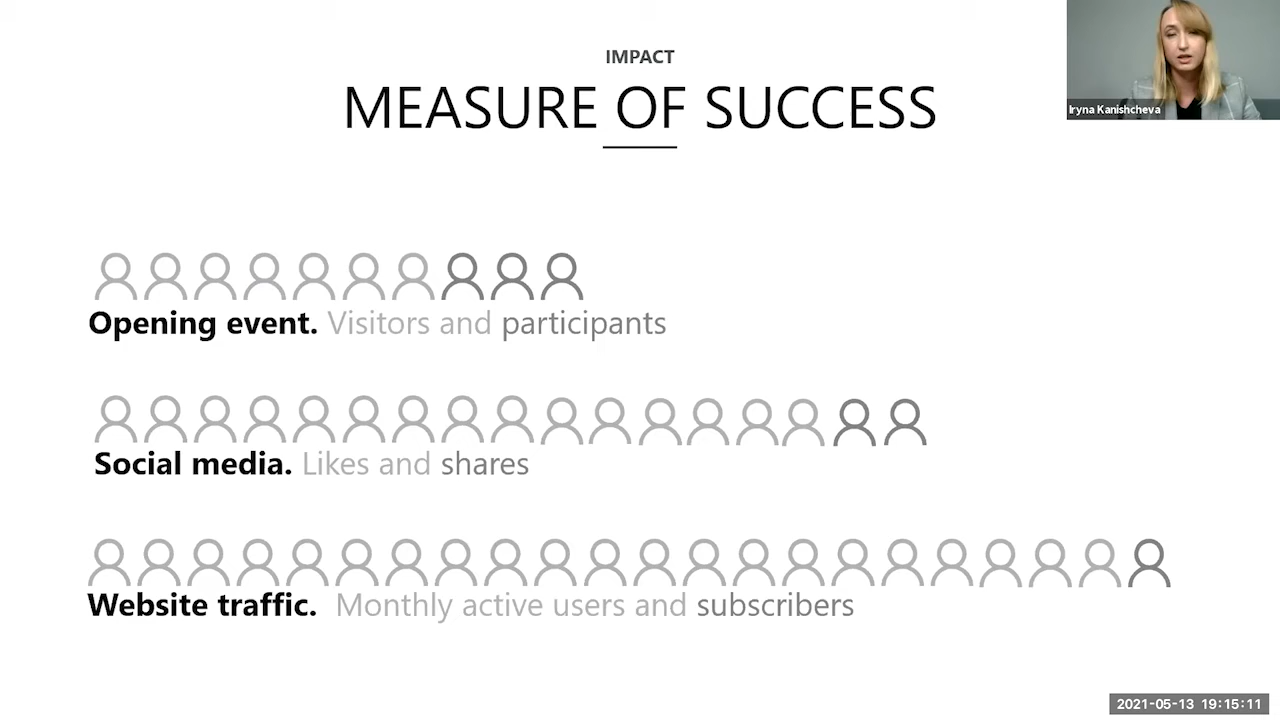 IMPACT
MEASURE OF SUCCESS
Iryna Kanishcheva
Opening event. Visitors and participants
Social media. Likes and shares
Website traffic. Monthly active users and subscribers
2021-05-13 19:15:11